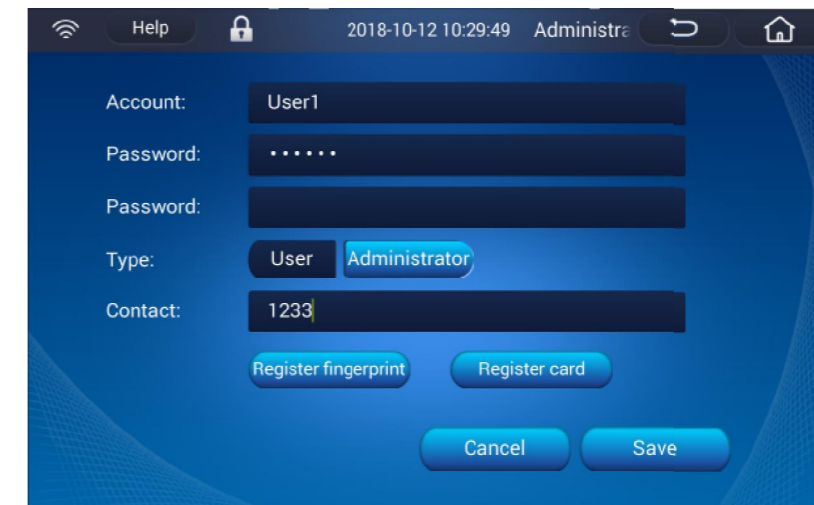 Help 2018-10-12 10:29:49 Administra
Account: User1
Password: ••••••
Password:
Type: User Administrator
Contact: 1233
Register fingerprint Register card
Cancel Save